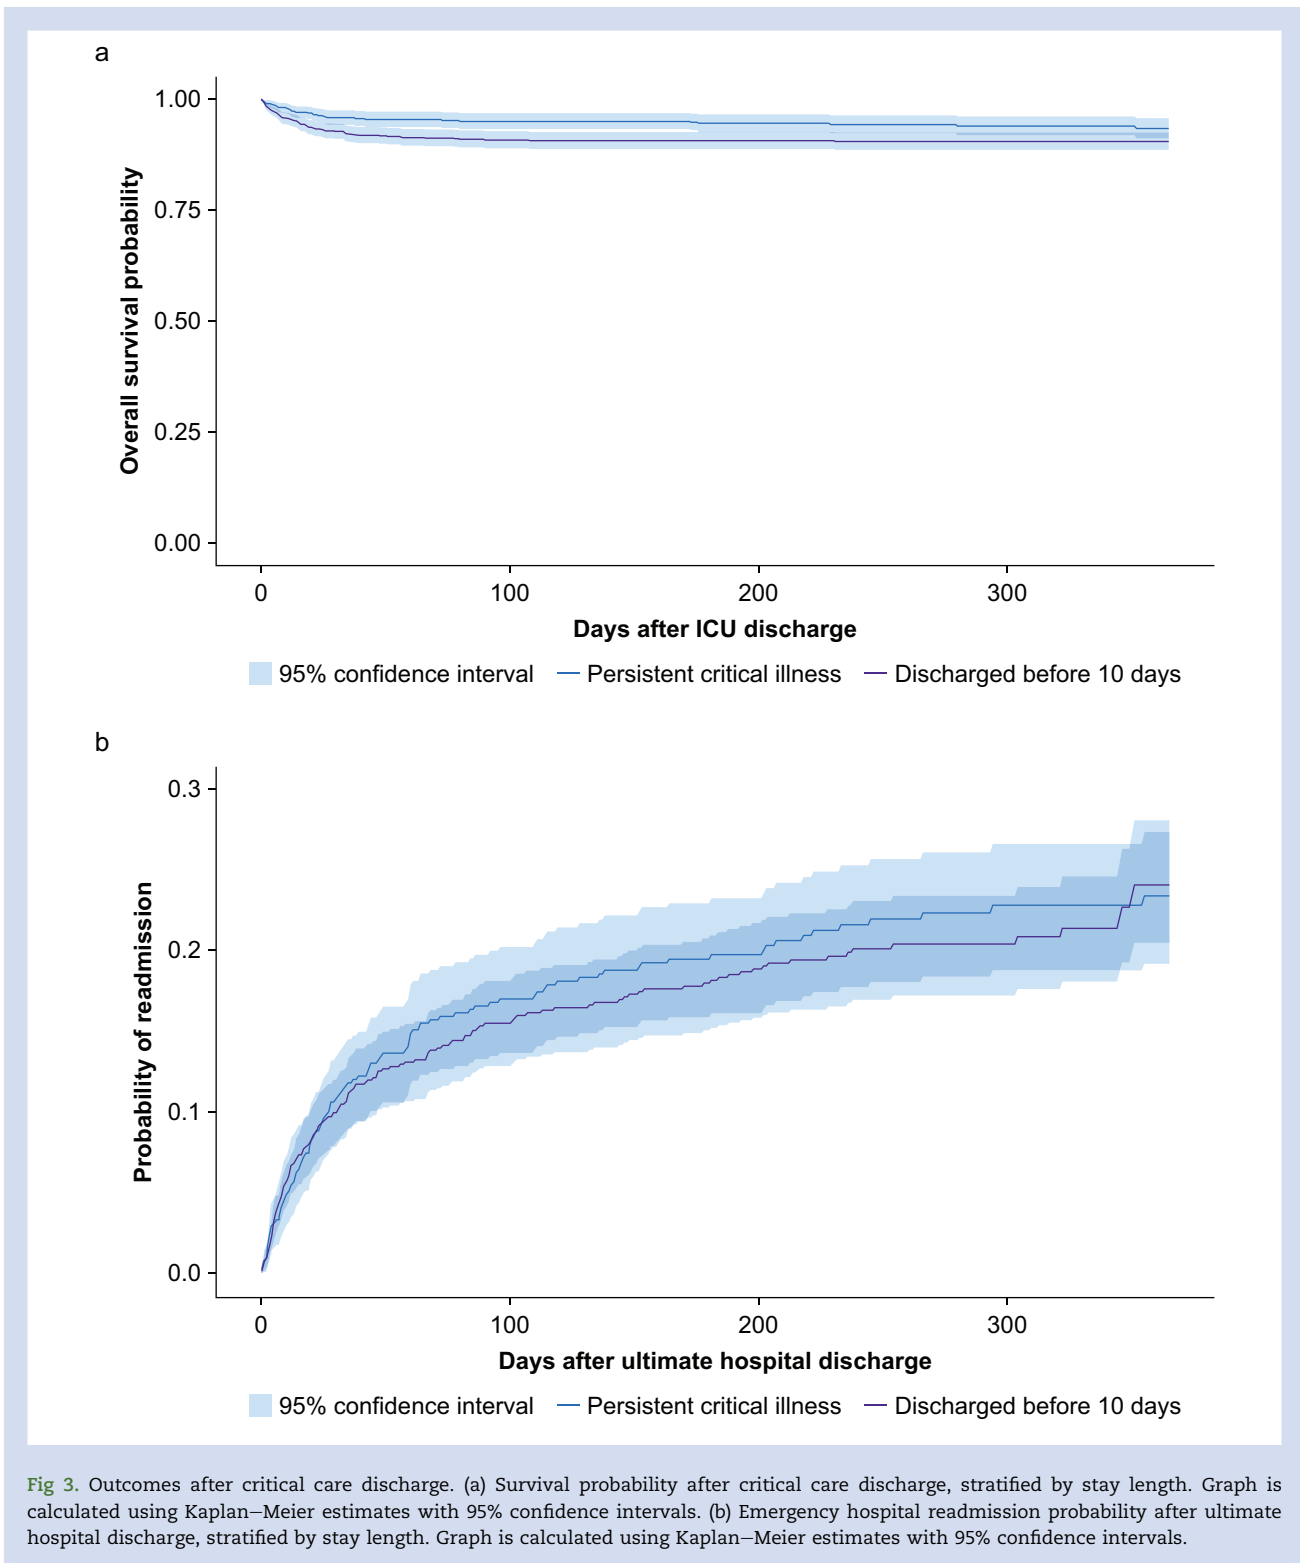 a
1.00
0.75
0.50
0.25
0.00
Overall survival probability
0 100 200 300
Days after ICU discharge
95% confidence interval Persistent critical illness Discharged before 10 days
b
0.3
0.2
0.1
0.0
Probability of readmission
0 100 200 300
Days after ultimate hospital discharge
95% confidence interval Persistent critical illness Discharged before 10 days
Fig 3. Outcomes after critical care discharge. (a) Survival probability after critical care discharge, stratified by stay length. Graph is
calculated using Kaplan–Meier estimates with 95% confidence intervals. (b) Emergency hospital readmission probability after ultimate
hospital discharge, stratified by stay length. Graph is calculated using Kaplan–Meier estimates with 95% confidence intervals.